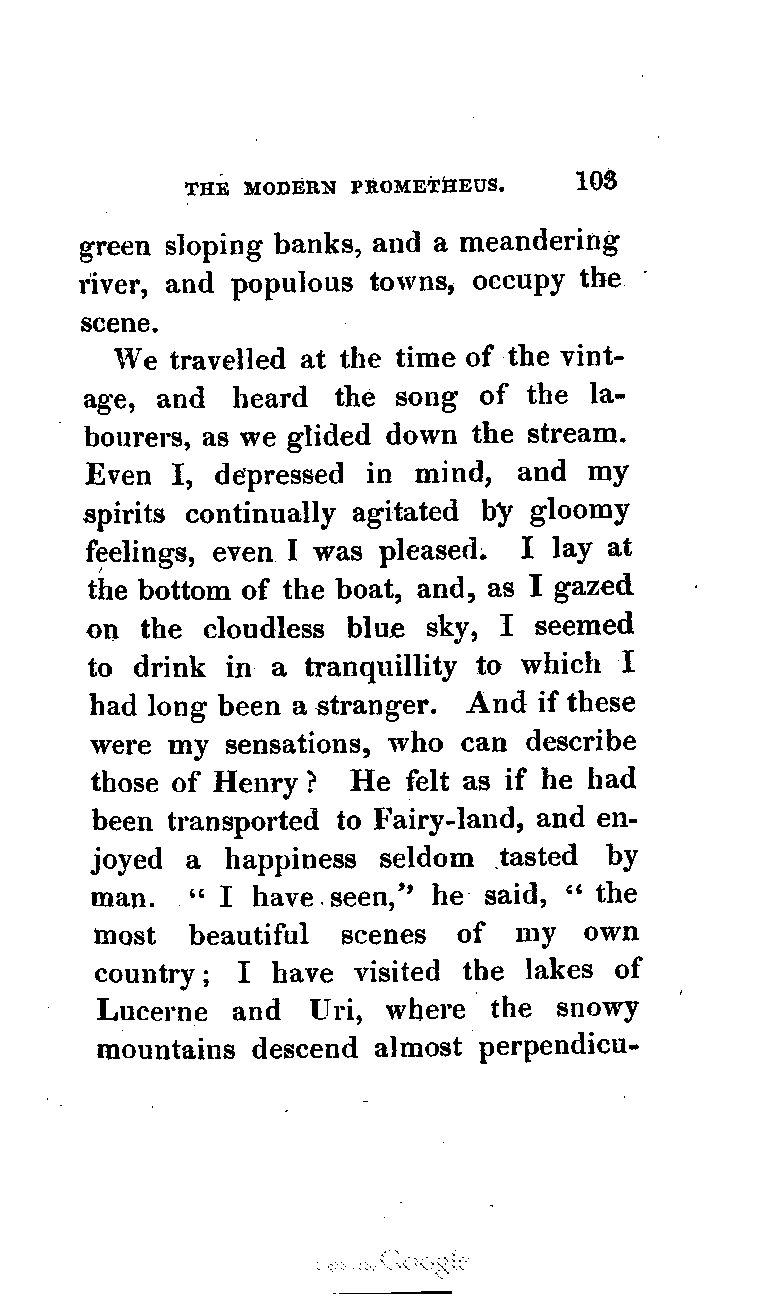 THE MODERN PROMETHEUS. 103
green sloping banks, and a meandering
river, and populous towns, occupy the
scene.
We travelled at the time of the vint-
age, and heard the song of the la-
bourers, as we glided down the stream.
Even I, depressed in mind, and my
spirits continually agitated by gloomy
feelings, even I was pleased. I lay at
the bottom of the boat, and, as I gazed
on the cloudless blue sky, I seemed
to drink in a tranquillity to which I
had long been a stranger. And if these
were my sensations, who can describe
those of Henry? He felt as if he had
been transported to Fairy-land, and en-
joyed a happiness seldom tasted by
man. “ I have seen,” he said, “ the
most beautiful scenes of my own
country; I have visited the lakes of
Lucerne and Uri, where the snowy
mountains descend almost perpendicu-
Google